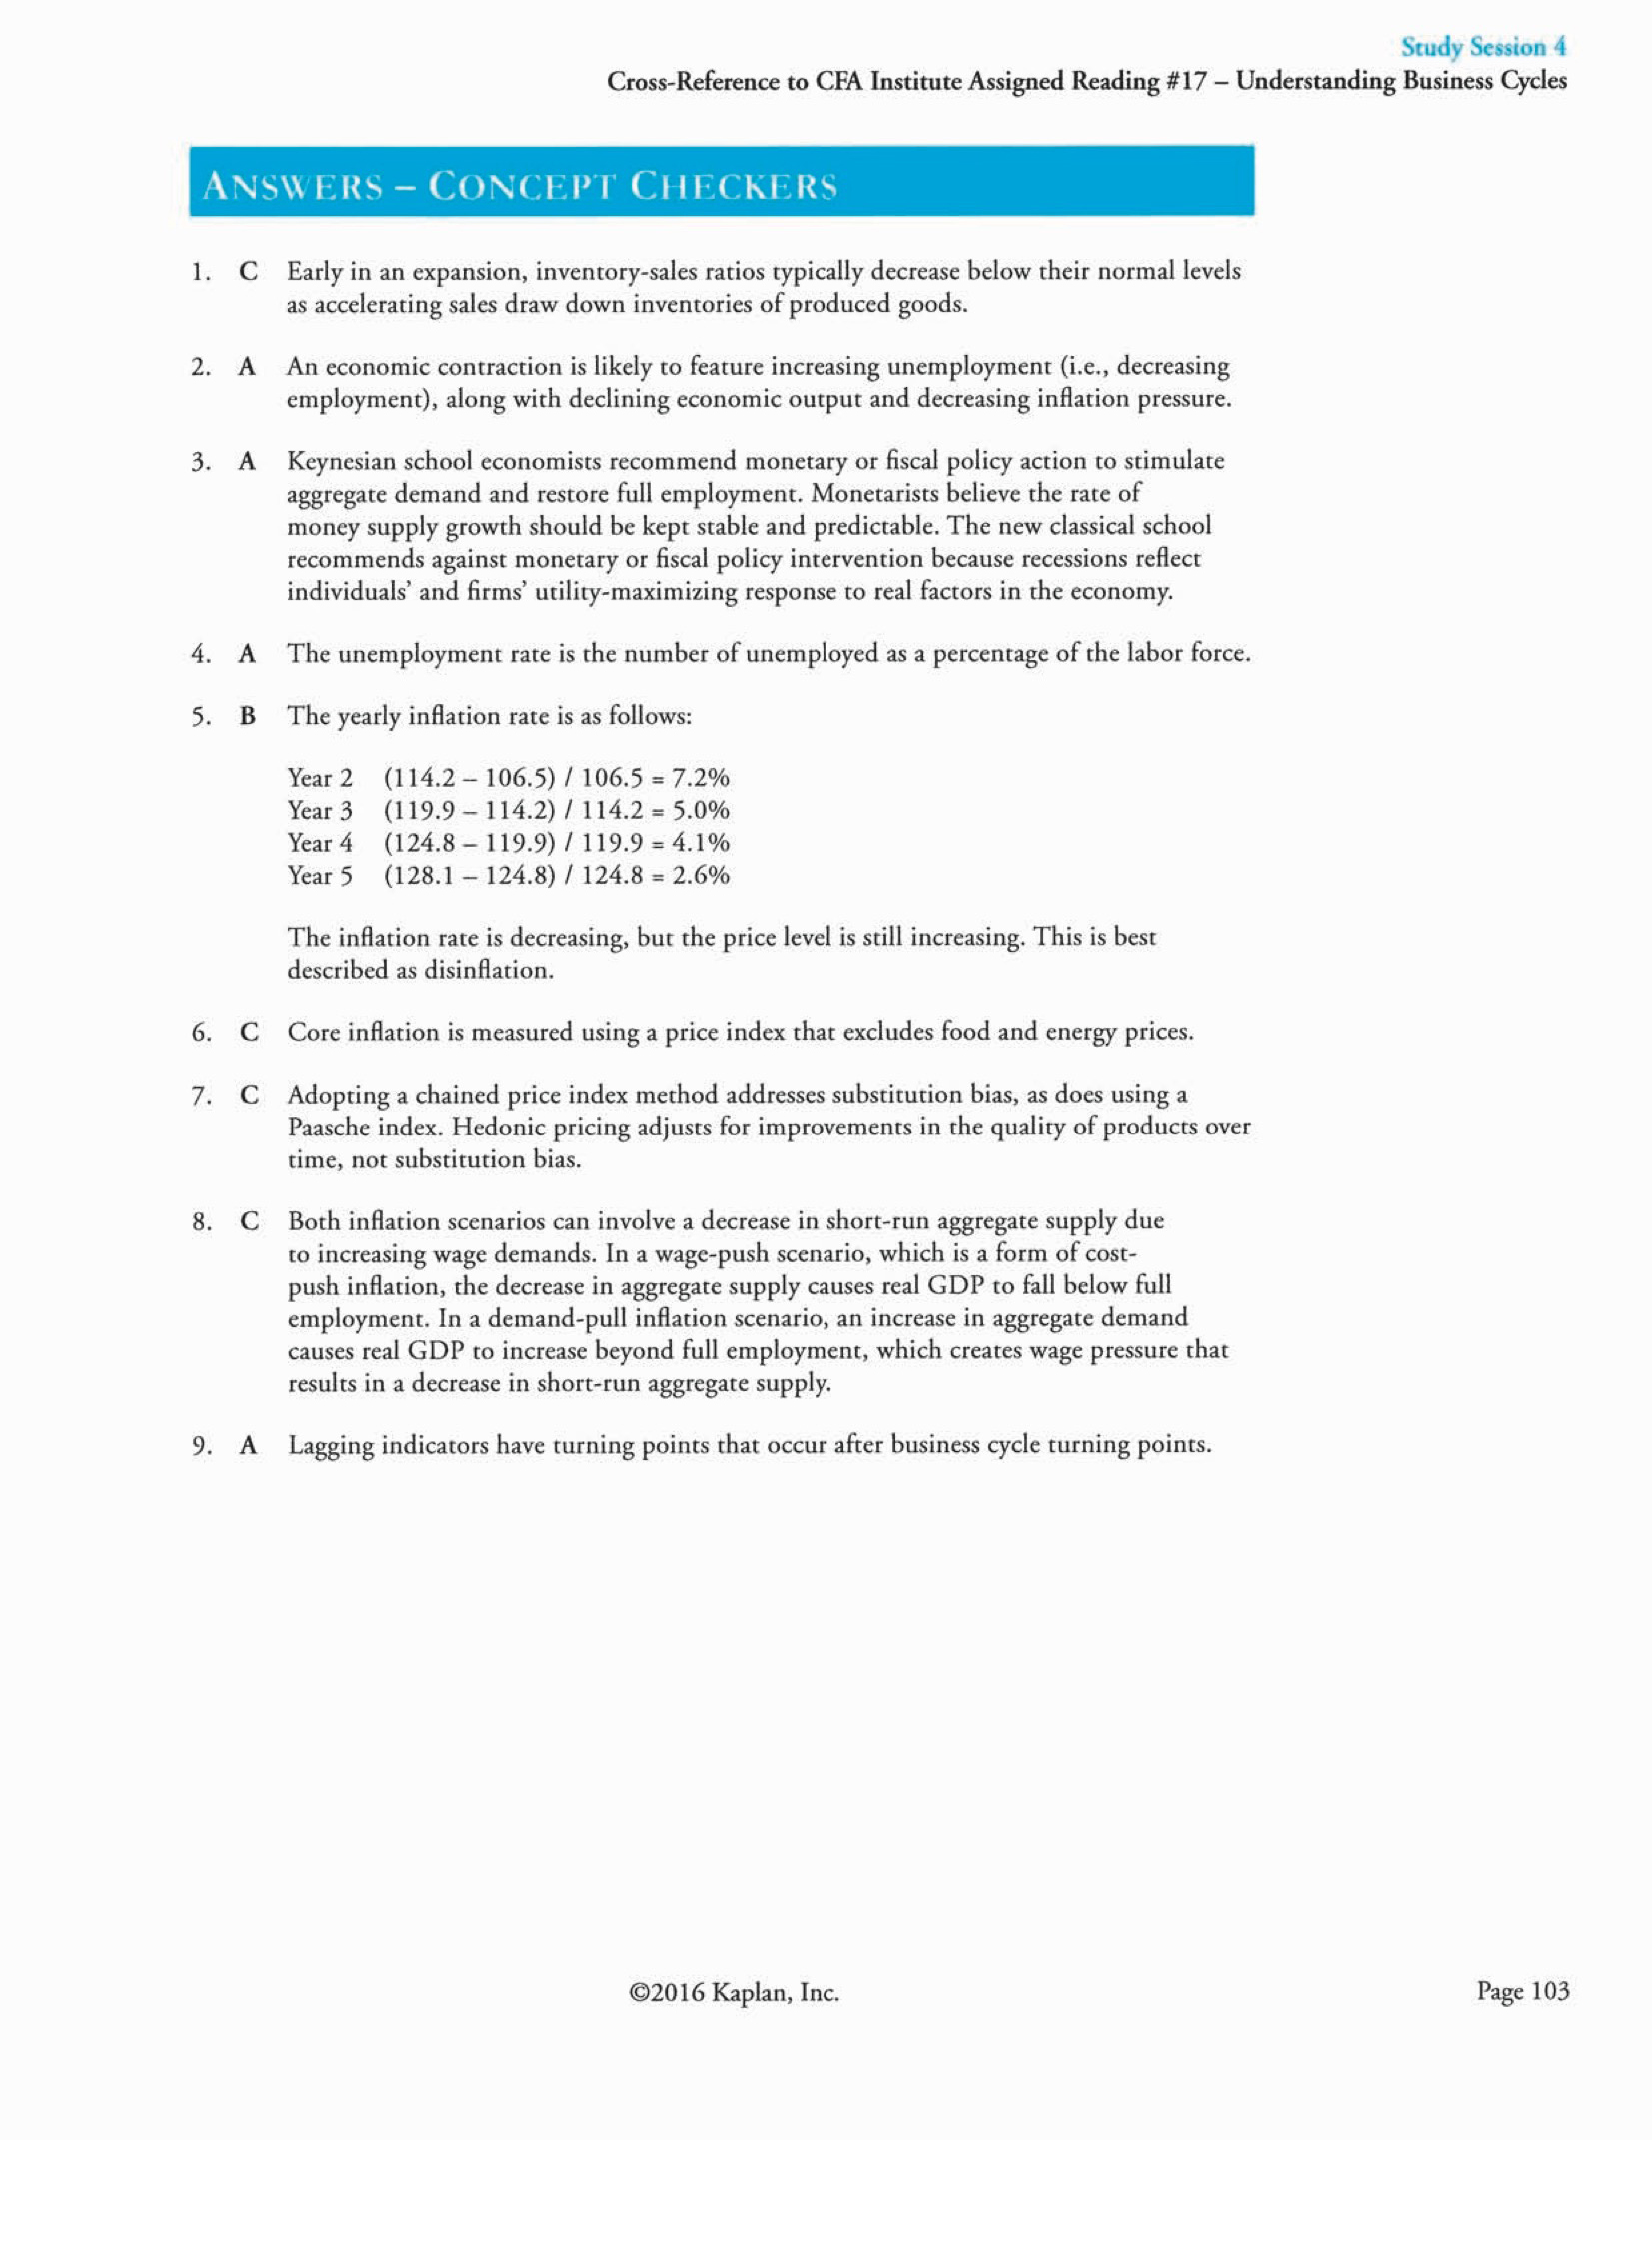 Study Session 4
Cross-Reference to CFA Institute Assigned Reading #17 – Understanding Business Cycles
ANSWERS – CONCEPT CHECKERS
1. C Early in an expansion, inventory-sales ratios typically decrease below their normal levels
as accelerating sales draw down inventories of produced goods.
2. A An economic contraction is likely to feature increasing unemployment (i.e., decreasing
employment), along with declining economic output and decreasing inflation pressure.
3. A Keynesian school economists recommend monetary or fiscal policy action to stimulate
aggregate demand and restore full employment. Monetarists believe the rate of
money supply growth should be kept stable and predictable. The new classical school
recommends against monetary or fiscal policy intervention because recessions reflect
individuals' and firms' utility-maximizing response to real factors in the economy.
4. A The unemployment rate is the number of unemployed as a percentage of the labor force.
5. B The yearly inflation rate is as follows:
Year 2 (114.2 – 106.5) / 106.5 = 7.2%
Year 3 (119.9 – 114.2) / 114.2 = 5.0%
Year 4 (124.8 – 119.9) / 119.9 = 4.1%
Year 5 (128.1 – 124.8) / 124.8 = 2.6%
The inflation rate is decreasing, but the price level is still increasing. This is best
described as disinflation.
6. C Core inflation is measured using a price index that excludes food and energy prices.
7. C Adopting a chained price index method addresses substitution bias, as does using a
Paasche index. Hedonic pricing adjusts for improvements in the quality of products over
time, not substitution bias.
8. C Both inflation scenarios can involve a decrease in short-run aggregate supply due
to increasing wage demands. In a wage-push scenario, which is a form of cost-
push inflation, the decrease in aggregate supply causes real GDP to fall below full
employment. In a demand-pull inflation scenario, an increase in aggregate demand
causes real GDP to increase beyond full employment, which creates wage pressure that
results in a decrease in short-run aggregate supply.
9. A Lagging indicators have turning points that occur after business cycle turning points.
©2016 Kaplan, Inc.
Page 103